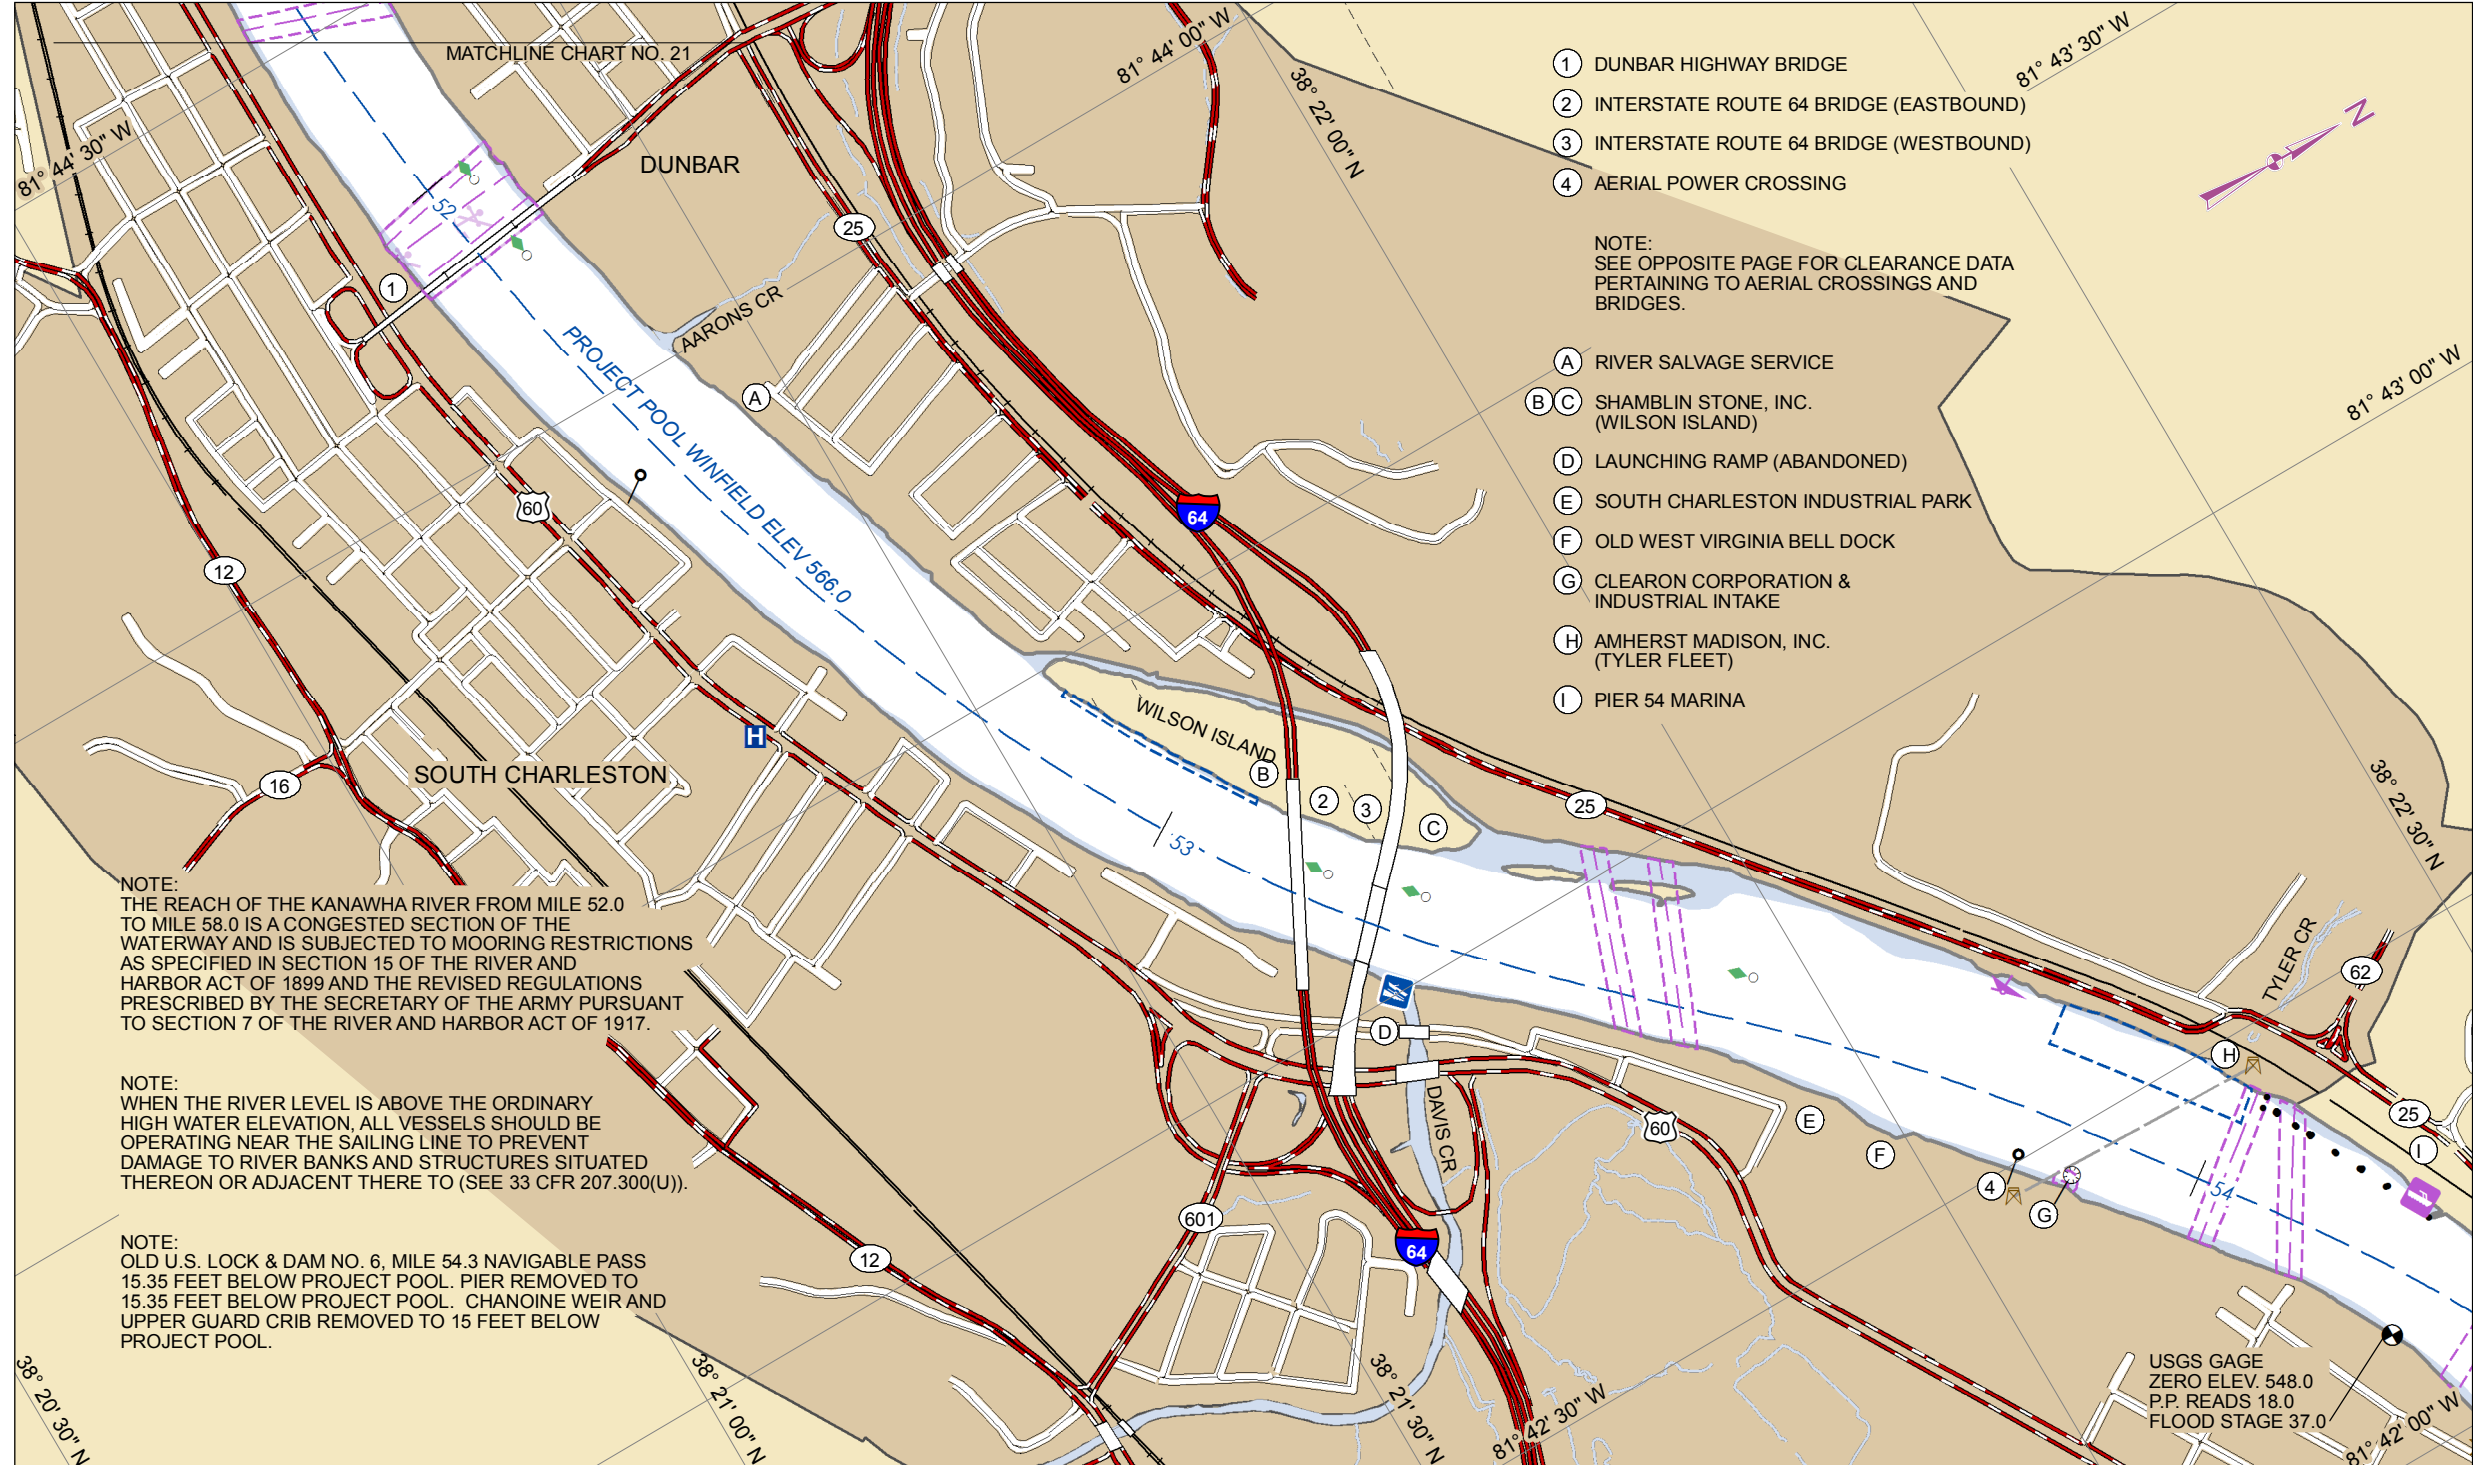 MATCHLINE CHART NO. 21
81° 44' 00" W
81° 43' 30" W
38° 22' 00" N
N
81° 44' 30" W
DUNBAR
52
25
1
AARONS CR
A
PROJECT POOL WINFIELD ELEV 566.0
1 DUNBAR HIGHWAY BRIDGE
2 INTERSTATE ROUTE 64 BRIDGE (EASTBOUND)
3 INTERSTATE ROUTE 64 BRIDGE (WESTBOUND)
4 AERIAL POWER CROSSING
NOTE:
SEE OPPOSITE PAGE FOR CLEARANCE DATA
PERTAINING TO AERIAL CROSSINGS AND
BRIDGES.
A RIVER SALVAGE SERVICE
B C SHAMBLIN STONE, INC.
(WILSON ISLAND)
D LAUNCHING RAMP (ABANDONED)
E SOUTH CHARLESTON INDUSTRIAL PARK
F OLD WEST VIRGINIA BELL DOCK
G CLEARON CORPORATION &
INDUSTRIAL INTAKE
H AMHERST MADISON, INC.
(TYLER FLEET)
I PIER 54 MARINA
81° 43' 00" W
60
64
12
WILSON ISLAND
H
B
2
3
C
16
SOUTH CHARLESTON
25
38° 22' 30" N
53
NOTE:
THE REACH OF THE KANAWHA RIVER FROM MILE 52.0
TO MILE 58.0 IS A CONGESTED SECTION OF THE
WATERWAY AND IS SUBJECTED TO MOORING RESTRICTIONS
AS SPECIFIED IN SECTION 15 OF THE RIVER AND
HARBOR ACT OF 1899 AND THE REVISED REGULATIONS
PRESCRIBED BY THE SECRETARY OF THE ARMY PURSUANT
TO SECTION 7 OF THE RIVER AND HARBOR ACT OF 1917.
TYLER CR
62
D
H
NOTE:
WHEN THE RIVER LEVEL IS ABOVE THE ORDINARY
HIGH WATER ELEVATION, ALL VESSELS SHOULD BE
OPERATING NEAR THE SAILING LINE TO PREVENT
DAMAGE TO RIVER BANKS AND STRUCTURES SITUATED
THEREON OR ADJACENT THERE TO (SEE 33 CFR 207.300(U)).
DAVIS CR
60
E
F
25
I
4
G
54
601
64
12
NOTE:
OLD U.S. LOCK & DAM NO. 6, MILE 54.3 NAVIGABLE PASS
15.35 FEET BELOW PROJECT POOL. PIER REMOVED TO
15.35 FEET BELOW PROJECT POOL. CHANOINE WEIR AND
UPPER GUARD CRIB REMOVED TO 15 FEET BELOW
PROJECT POOL.
USGS GAGE
ZERO ELEV. 548.0
P.P. READS 18.0
FLOOD STAGE 37.0
38° 20' 30" N
38° 21' 00" N
38° 21' 30" N
81° 42' 30" W
81° 42' 00" W